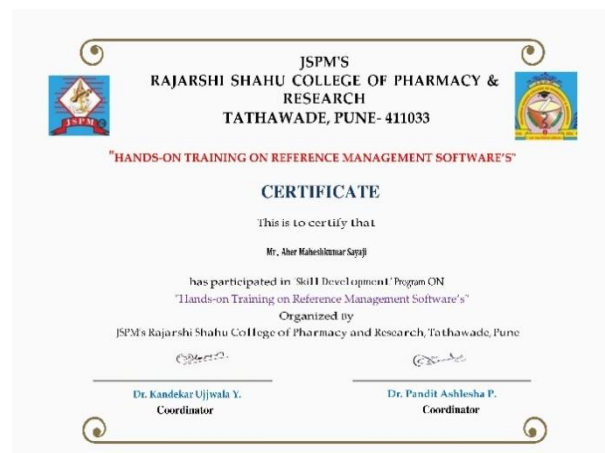 JSPM'S
RAJARSHI SHAHU COLLEGE OF PHARMACY &
RESEARCH
TATHAWADE, PUNE- 411033
JSPM
"HANDS-ON TRAINING ON REFERENCE MANAGEMENT SOFTWARE'S"
CERTIFICATE
This is to certify that
Mr. Aher Maheshkumar Sayaji
has participated in 'Skill Development' Program ON
"Hands-on Training on Reference Management Software's"
Organized By
JSPM's Rajarshi Shahu College of Pharmacy and Research, Tathawade, Pune
Dr. Kandekar Ujjwala Y. Dr. Pandit Ashlesha P.
Coordinator Coordinator